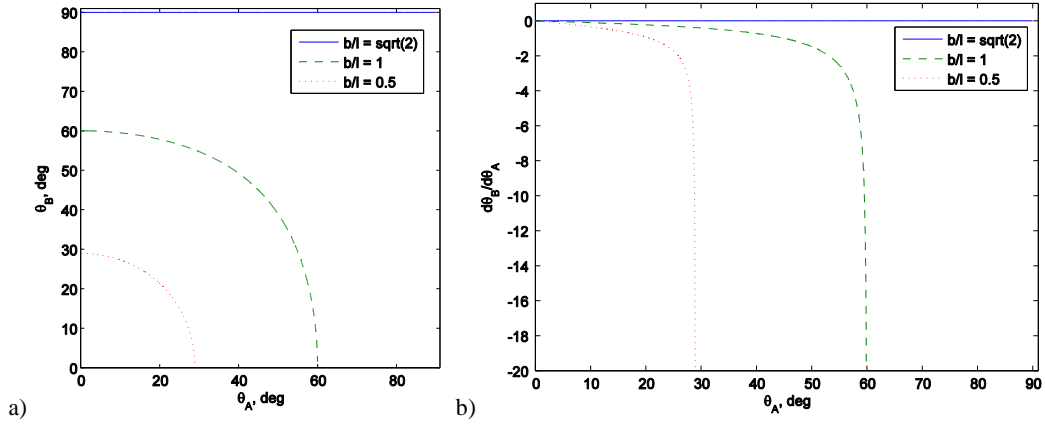 90
80
70
60
50
40
30
20
10
0
θB, deg
0 20 40 60 80
θA, deg
b/l = sqrt(2)
b/l = 1
b/l = 0.5
a)
0
-2
-4
-6
-8
-10
-12
-14
-16
-18
-20
dθB/dθA
0 10 20 30 40 50 60 70 80 90
θA, deg
b/l = sqrt(2)
b/l = 1
b/l = 0.5
b)